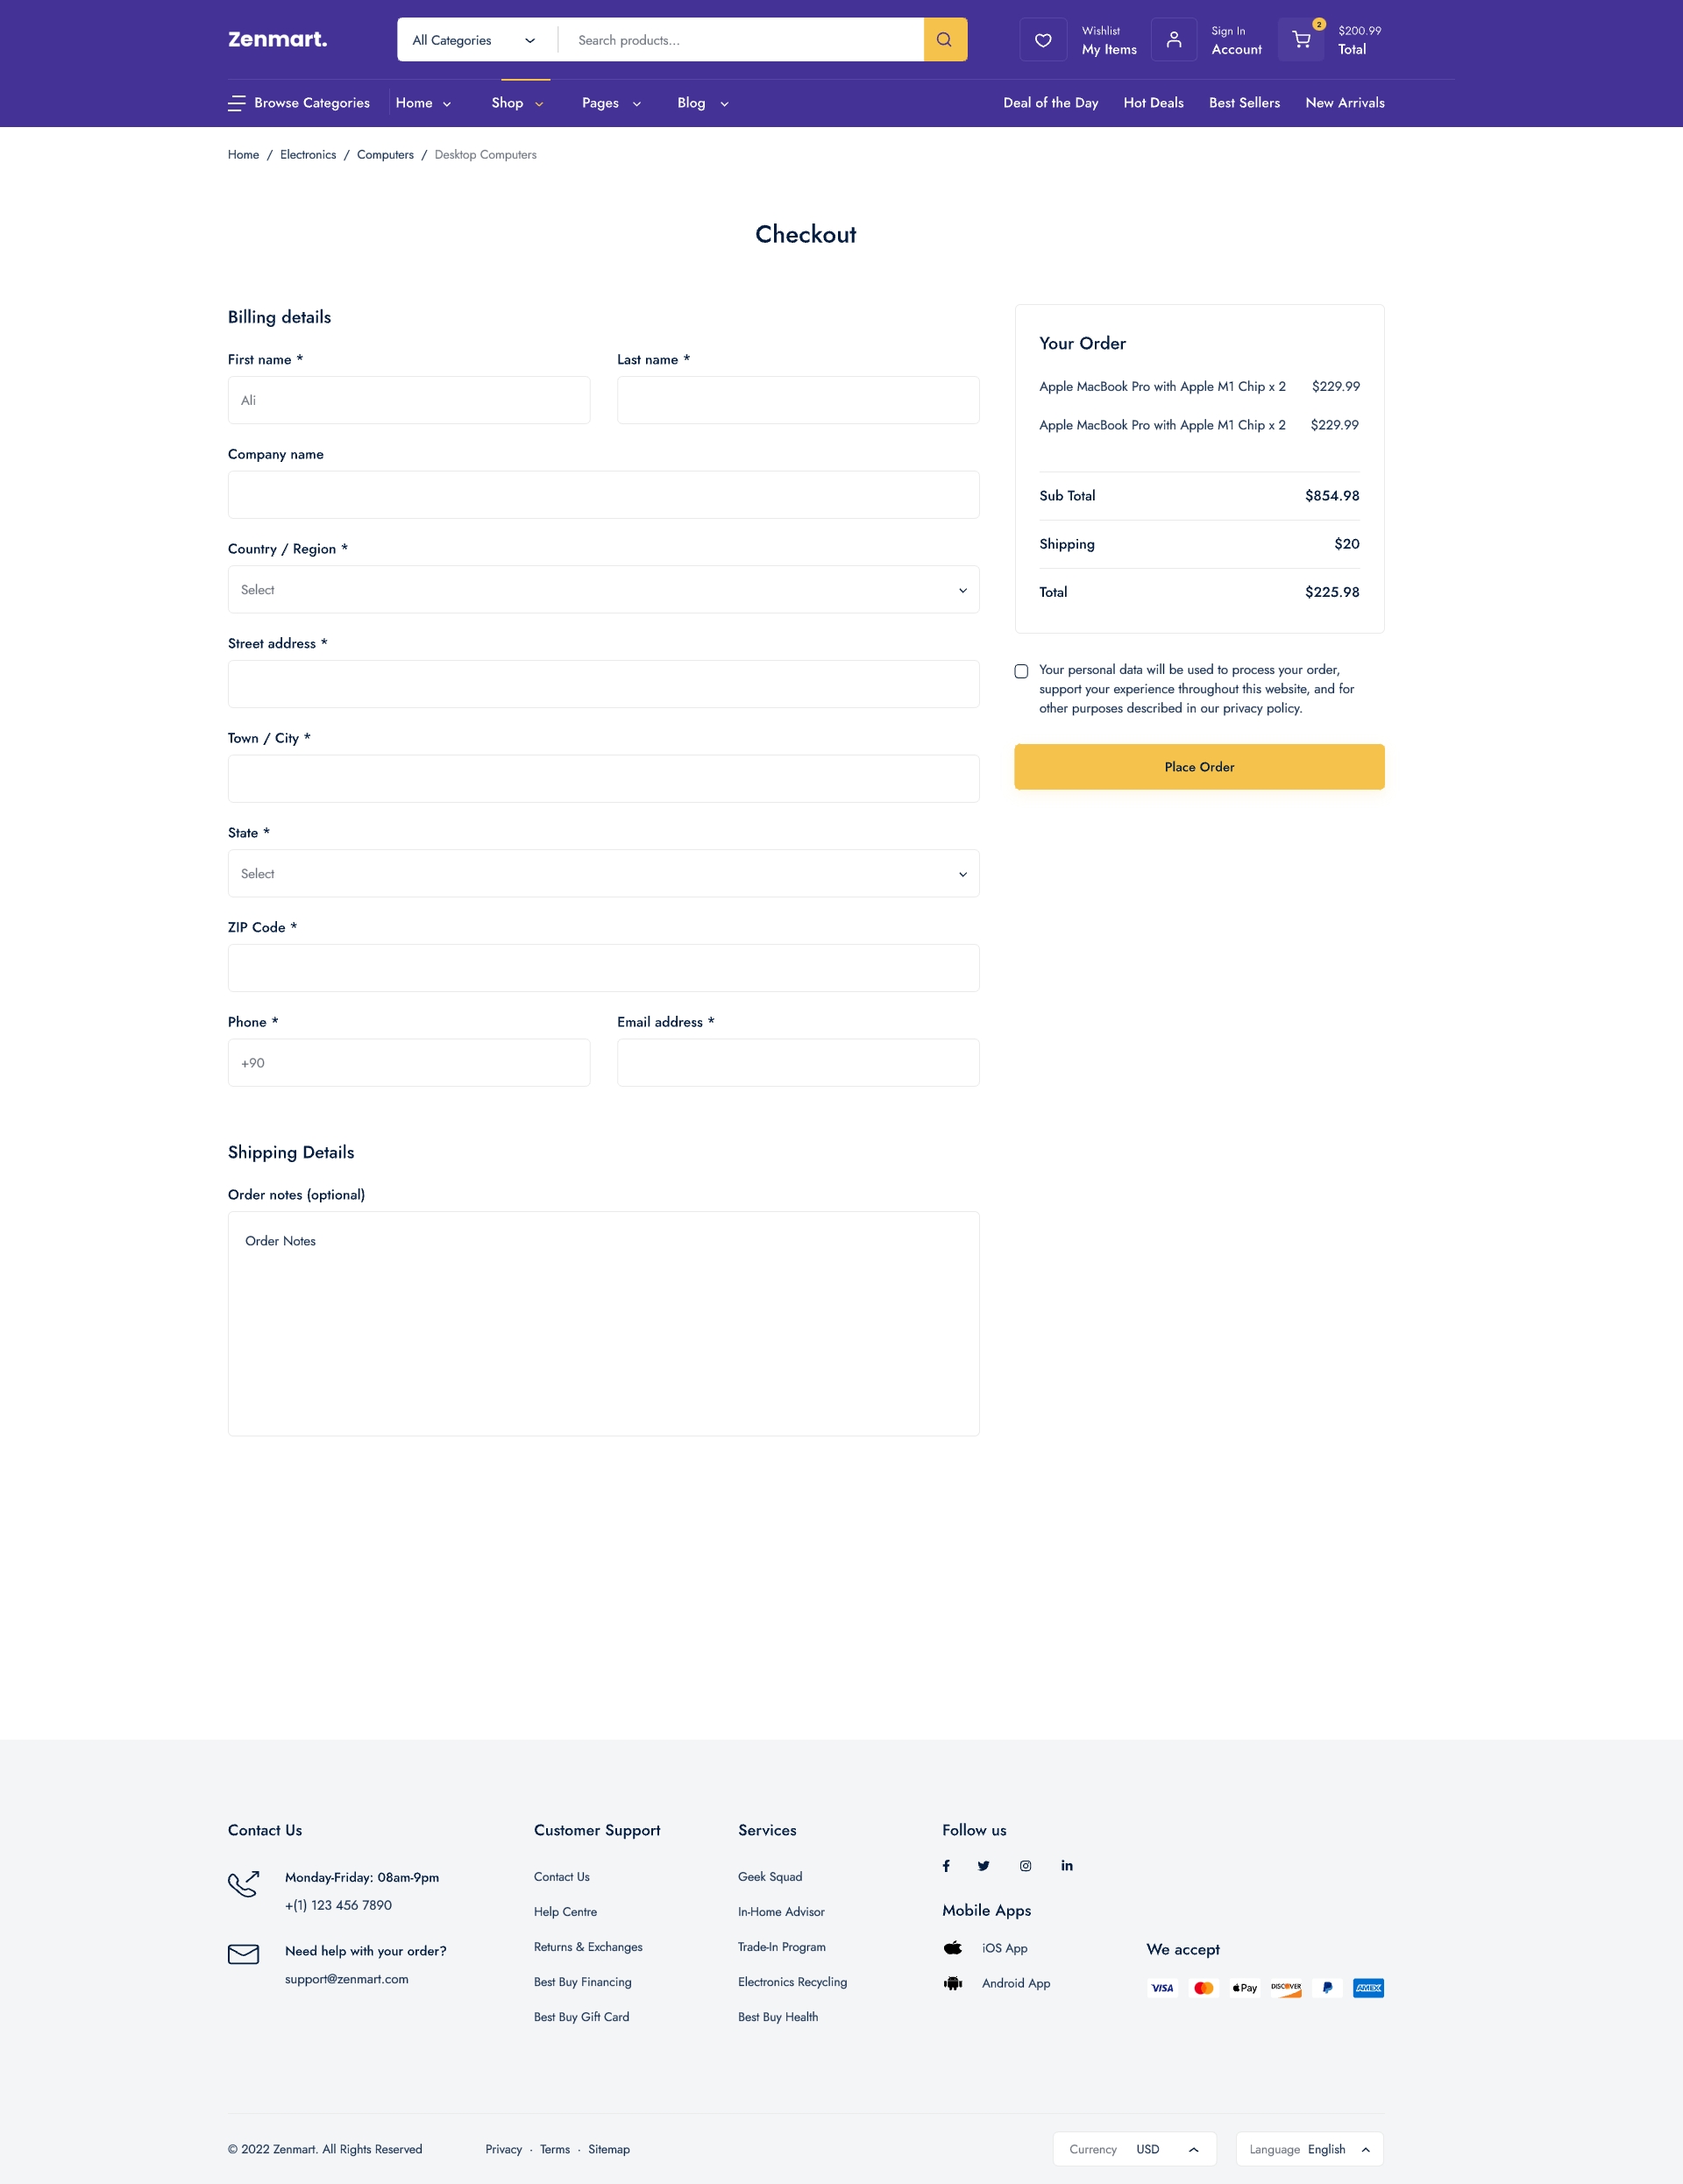 Zenmart.
All Categories
Search products...
Wishlist
My Items
Sign In
Account
2
$200.99
Total
Browse Categories
Home
Shop
Pages
Blog
Deal of the Day
Hot Deals
Best Sellers
New Arrivals
Home / Electronics / Computers / Desktop Computers
Checkout
Billing details
First name *
Last name *
Ali
Company name
Country / Region *
Select
Street address *
Town / City *
State *
Select
ZIP Code *
Phone *
Email address *
+90
Shipping Details
Order notes (optional)
Order Notes
Your Order
Apple MacBook Pro with Apple M1 Chip x 2 $229.99
Apple MacBook Pro with Apple M1 Chip x 2 $229.99
Sub Total $854.98
Shipping $20
Total $225.98
Your personal data will be used to process your order,
support your experience throughout this website, and for
other purposes described in our privacy policy.
Place Order
Contact Us
Monday-Friday: 08am-9pm
+(1) 123 456 7890
Need help with your order?
support@zenmart.com
Customer Support
Contact Us
Help Centre
Returns & Exchanges
Best Buy Financing
Best Buy Gift Card
Services
Geek Squad
In-Home Advisor
Trade-In Program
Electronics Recycling
Best Buy Health
Follow us
Mobile Apps
iOS App
Android App
We accept
VISA
Pay
DISCOVER
AMEX
© 2022 Zenmart. All Rights Reserved
Privacy · Terms · Sitemap
Currency USD
Language English